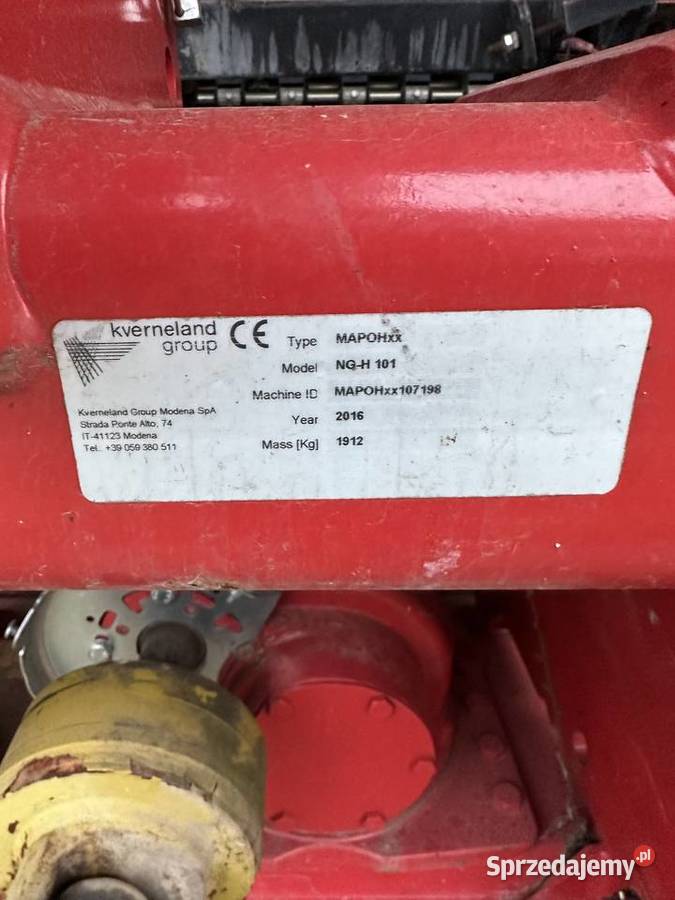 kverneland
group
CE
Type MAPOHxx
Model NG-H 101
Machine ID MAPOHxx107198
Year 2016
Mass [Kg] 1912
Kverneland Group Modena SpA
Strada Ponte Alto, 74
IT-41123 Modena
Tel. +39 059 380 511
Sprzedajemy.pl